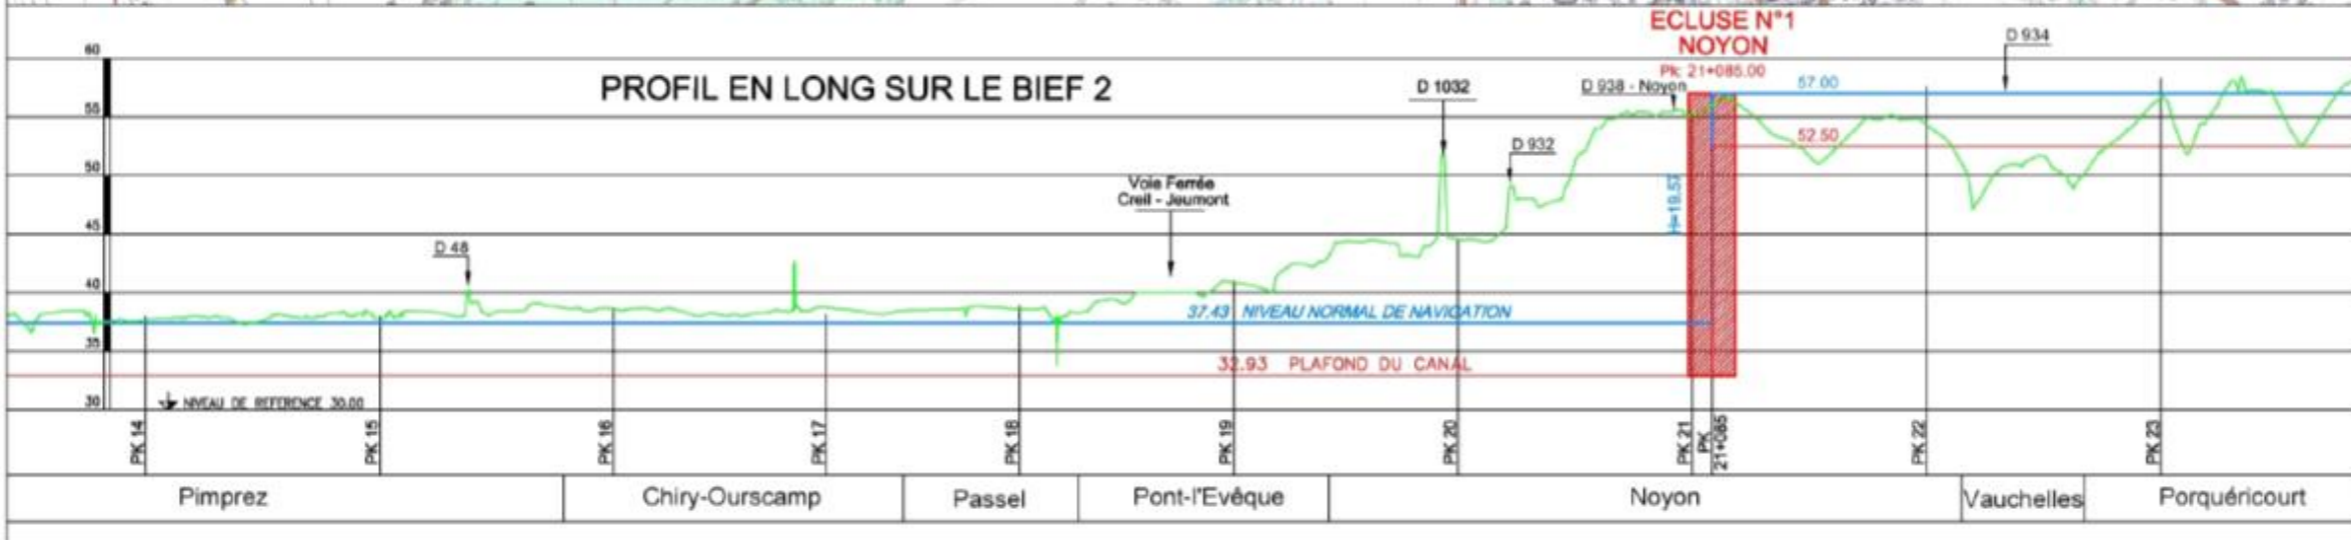 ECLUSE N°1
NOYON
Pk: 21+085.00
D 934
60
PROFIL EN LONG SUR LE BIEF 2
D 1032
D 938 - Noyon
57.00
55
52.50
D 932
50
Voie Ferrée
Creil - Jeumont
H=19.57
45
D 48
40
37.43 NIVEAU NORMAL DE NAVIGATION
35
32.93 PLAFOND DU CANAL
30
NIVEAU DE REFERENCE 30.00
PK 14
PK 15
PK 16
PK 17
PK 18
PK 19
PK 20
PK 21
PK
21+085
PK 22
PK 23
Pimprez
Chiry-Ourscamp
Passel
Pont-l'Evêque
Noyon
Vauchelles
Porquéricourt